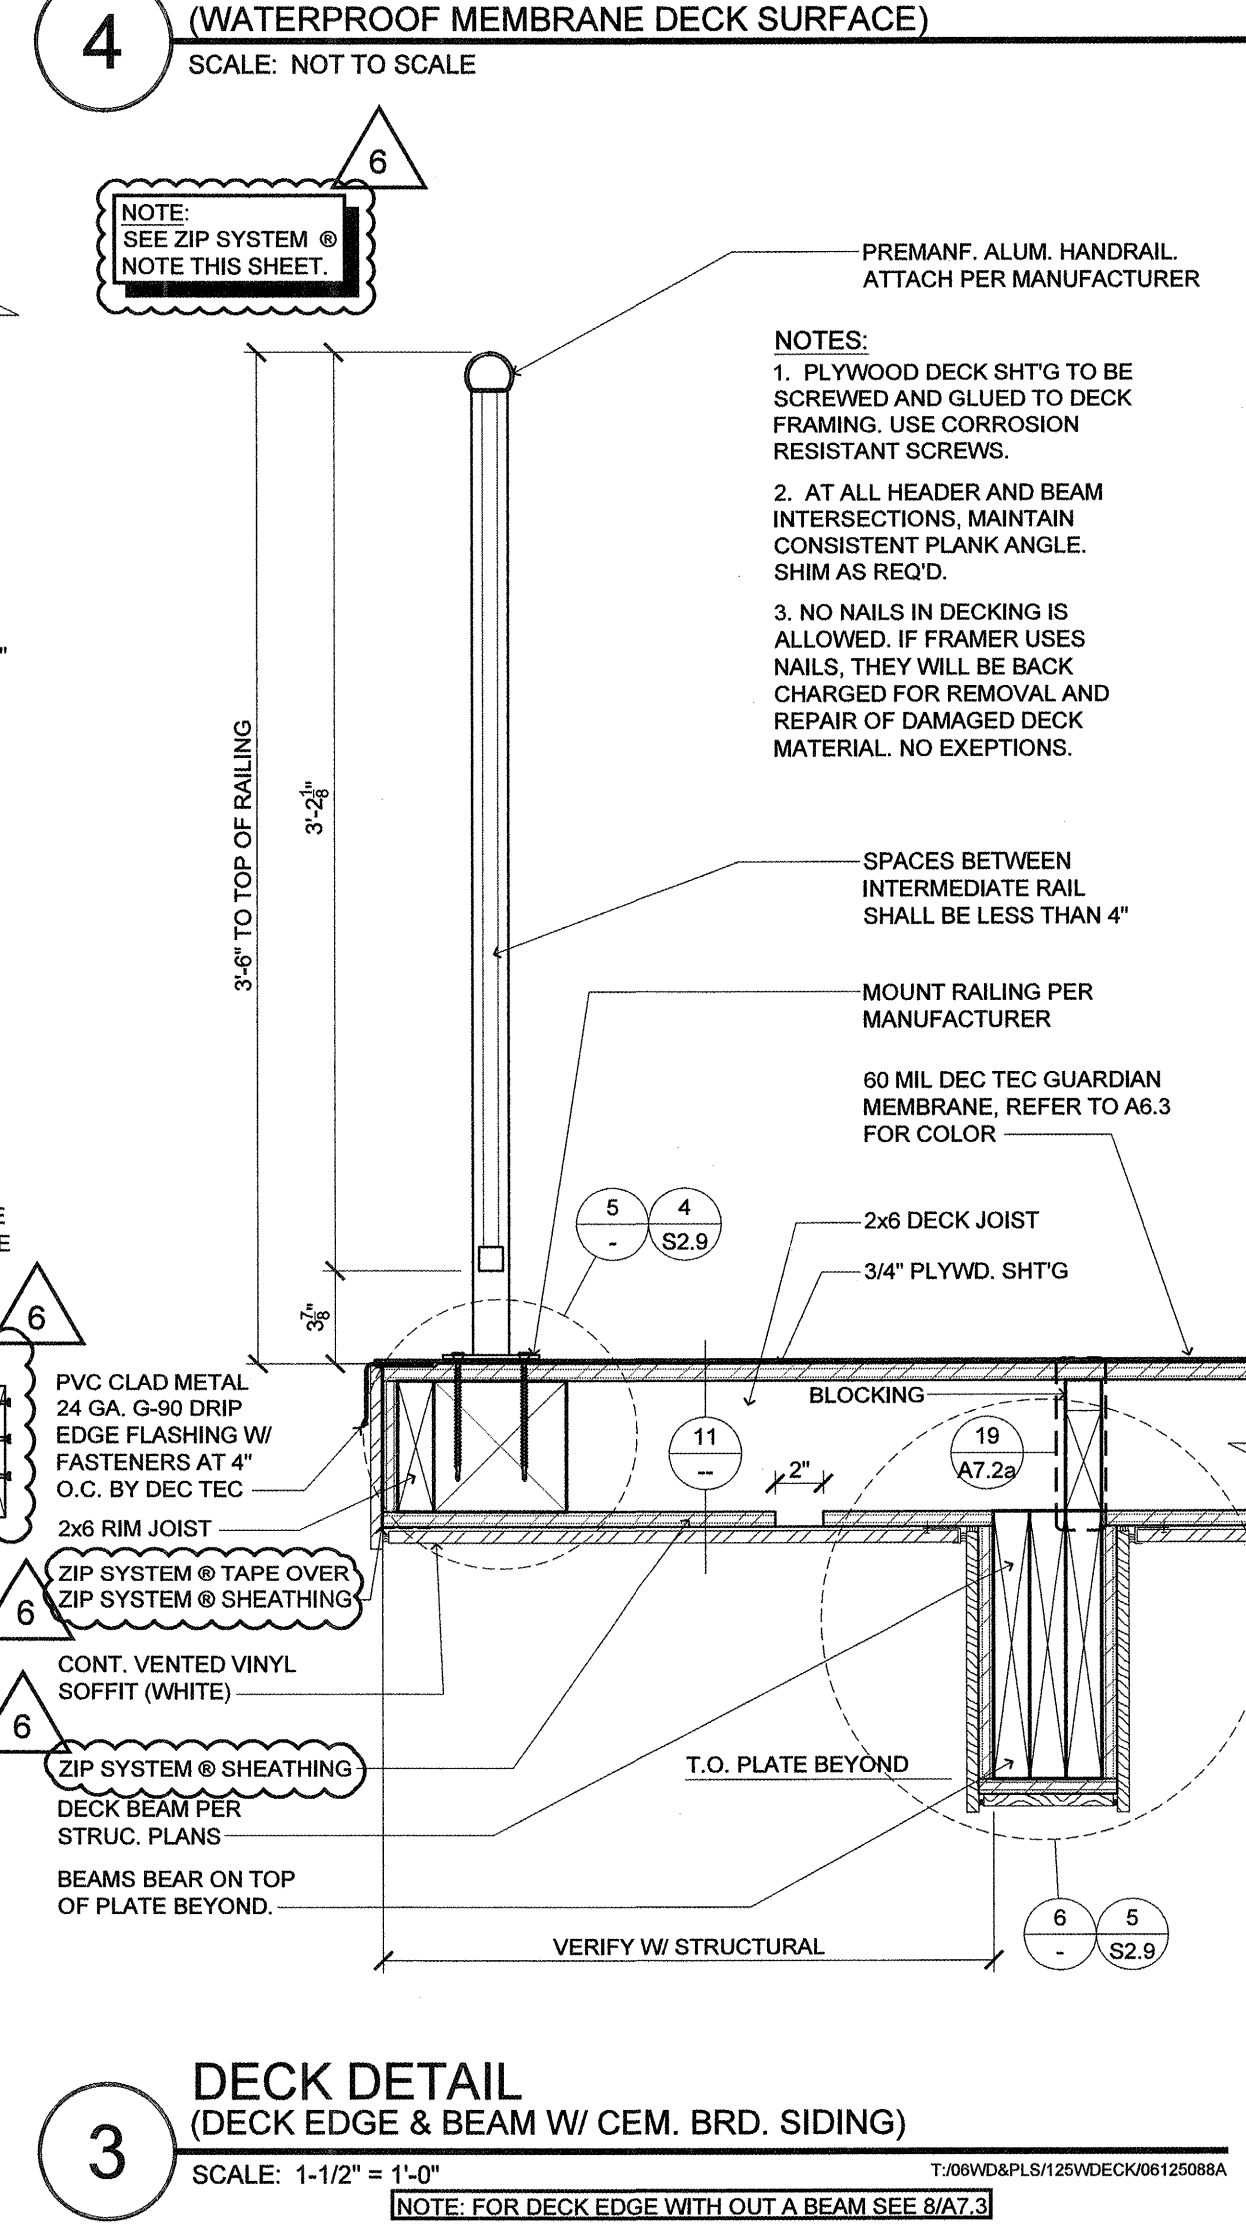 4
(WATERPROOF MEMBRANE DECK SURFACE)
SCALE: NOT TO SCALE
6
NOTE:
SEE ZIP SYSTEM ®
NOTE THIS SHEET.
PREMANF. ALUM. HANDRAIL.
ATTACH PER MANUFACTURER
NOTES:
1. PLYWOOD DECK SHT'G TO BE
SCREWED AND GLUED TO DECK
FRAMING. USE CORROSION
RESISTANT SCREWS.
2. AT ALL HEADER AND BEAM
INTERSECTIONS, MAINTAIN
CONSISTENT PLANK ANGLE.
SHIM AS REQ'D.
3. NO NAILS IN DECKING IS
ALLOWED. IF FRAMER USES
NAILS, THEY WILL BE BACK
CHARGED FOR REMOVAL AND
REPAIR OF DAMAGED DECK
MATERIAL. NO EXEPTIONS.
"
3'-6" TO TOP OF RAILING
3'-2 1/8"
3 7/8"
SPACES BETWEEN
INTERMEDIATE RAIL
SHALL BE LESS THAN 4"
MOUNT RAILING PER
MANUFACTURER
60 MIL DEC TEC GUARDIAN
MEMBRANE, REFER TO A6.3
FOR COLOR
5
-
4
S2.9
2x6 DECK JOIST
3/4" PLYWD. SHT'G
E
E
6
BLOCKING
11
--
2"
19
A7.2a
PVC CLAD METAL
24 GA. G-90 DRIP
EDGE FLASHING W/
FASTENERS AT 4"
O.C. BY DEC TEC
2x6 RIM JOIST
ZIP SYSTEM ® TAPE OVER
ZIP SYSTEM ® SHEATHING
6
CONT. VENTED VINYL
SOFFIT (WHITE)
6
ZIP SYSTEM ® SHEATHING
T.O. PLATE BEYOND
DECK BEAM PER
STRUC. PLANS
BEAMS BEAR ON TOP
OF PLATE BEYOND.
6
-
5
S2.9
VERIFY W/ STRUCTURAL
3
DECK DETAIL
(DECK EDGE & BEAM W/ CEM. BRD. SIDING)
SCALE: 1-1/2" = 1'-0"
T:/06WD&PLS/125WDECK/06125088A
NOTE: FOR DECK EDGE WITH OUT A BEAM SEE 8/A7.3